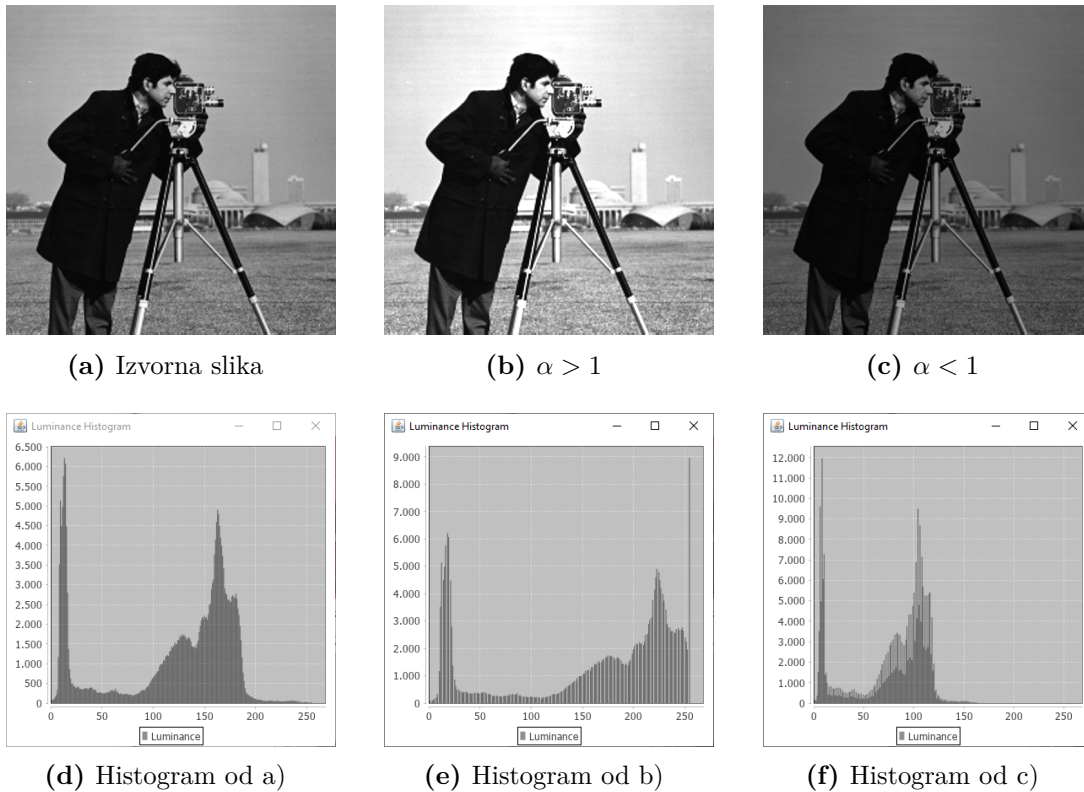 (a) Izvorna slika
(b) α > 1
(c) α < 1
Luminance Histogram
6.500
6.000
5.500
5.000
4.500
4.000
3.500
3.000
2.500
2.000
1.500
1.000
500
0
0 50 100 150 200 250
Luminance
Luminance Histogram
9.000
8.000
7.000
6.000
5.000
4.000
3.000
2.000
1.000
0
0 50 100 150 200 250
Luminance
Luminance Histogram
12.000
11.000
10.000
9.000
8.000
7.000
6.000
5.000
4.000
3.000
2.000
1.000
0
0 50 100 150 200 250
Luminance
(d) Histogram od a)
(e) Histogram od b)
(f) Histogram od c)